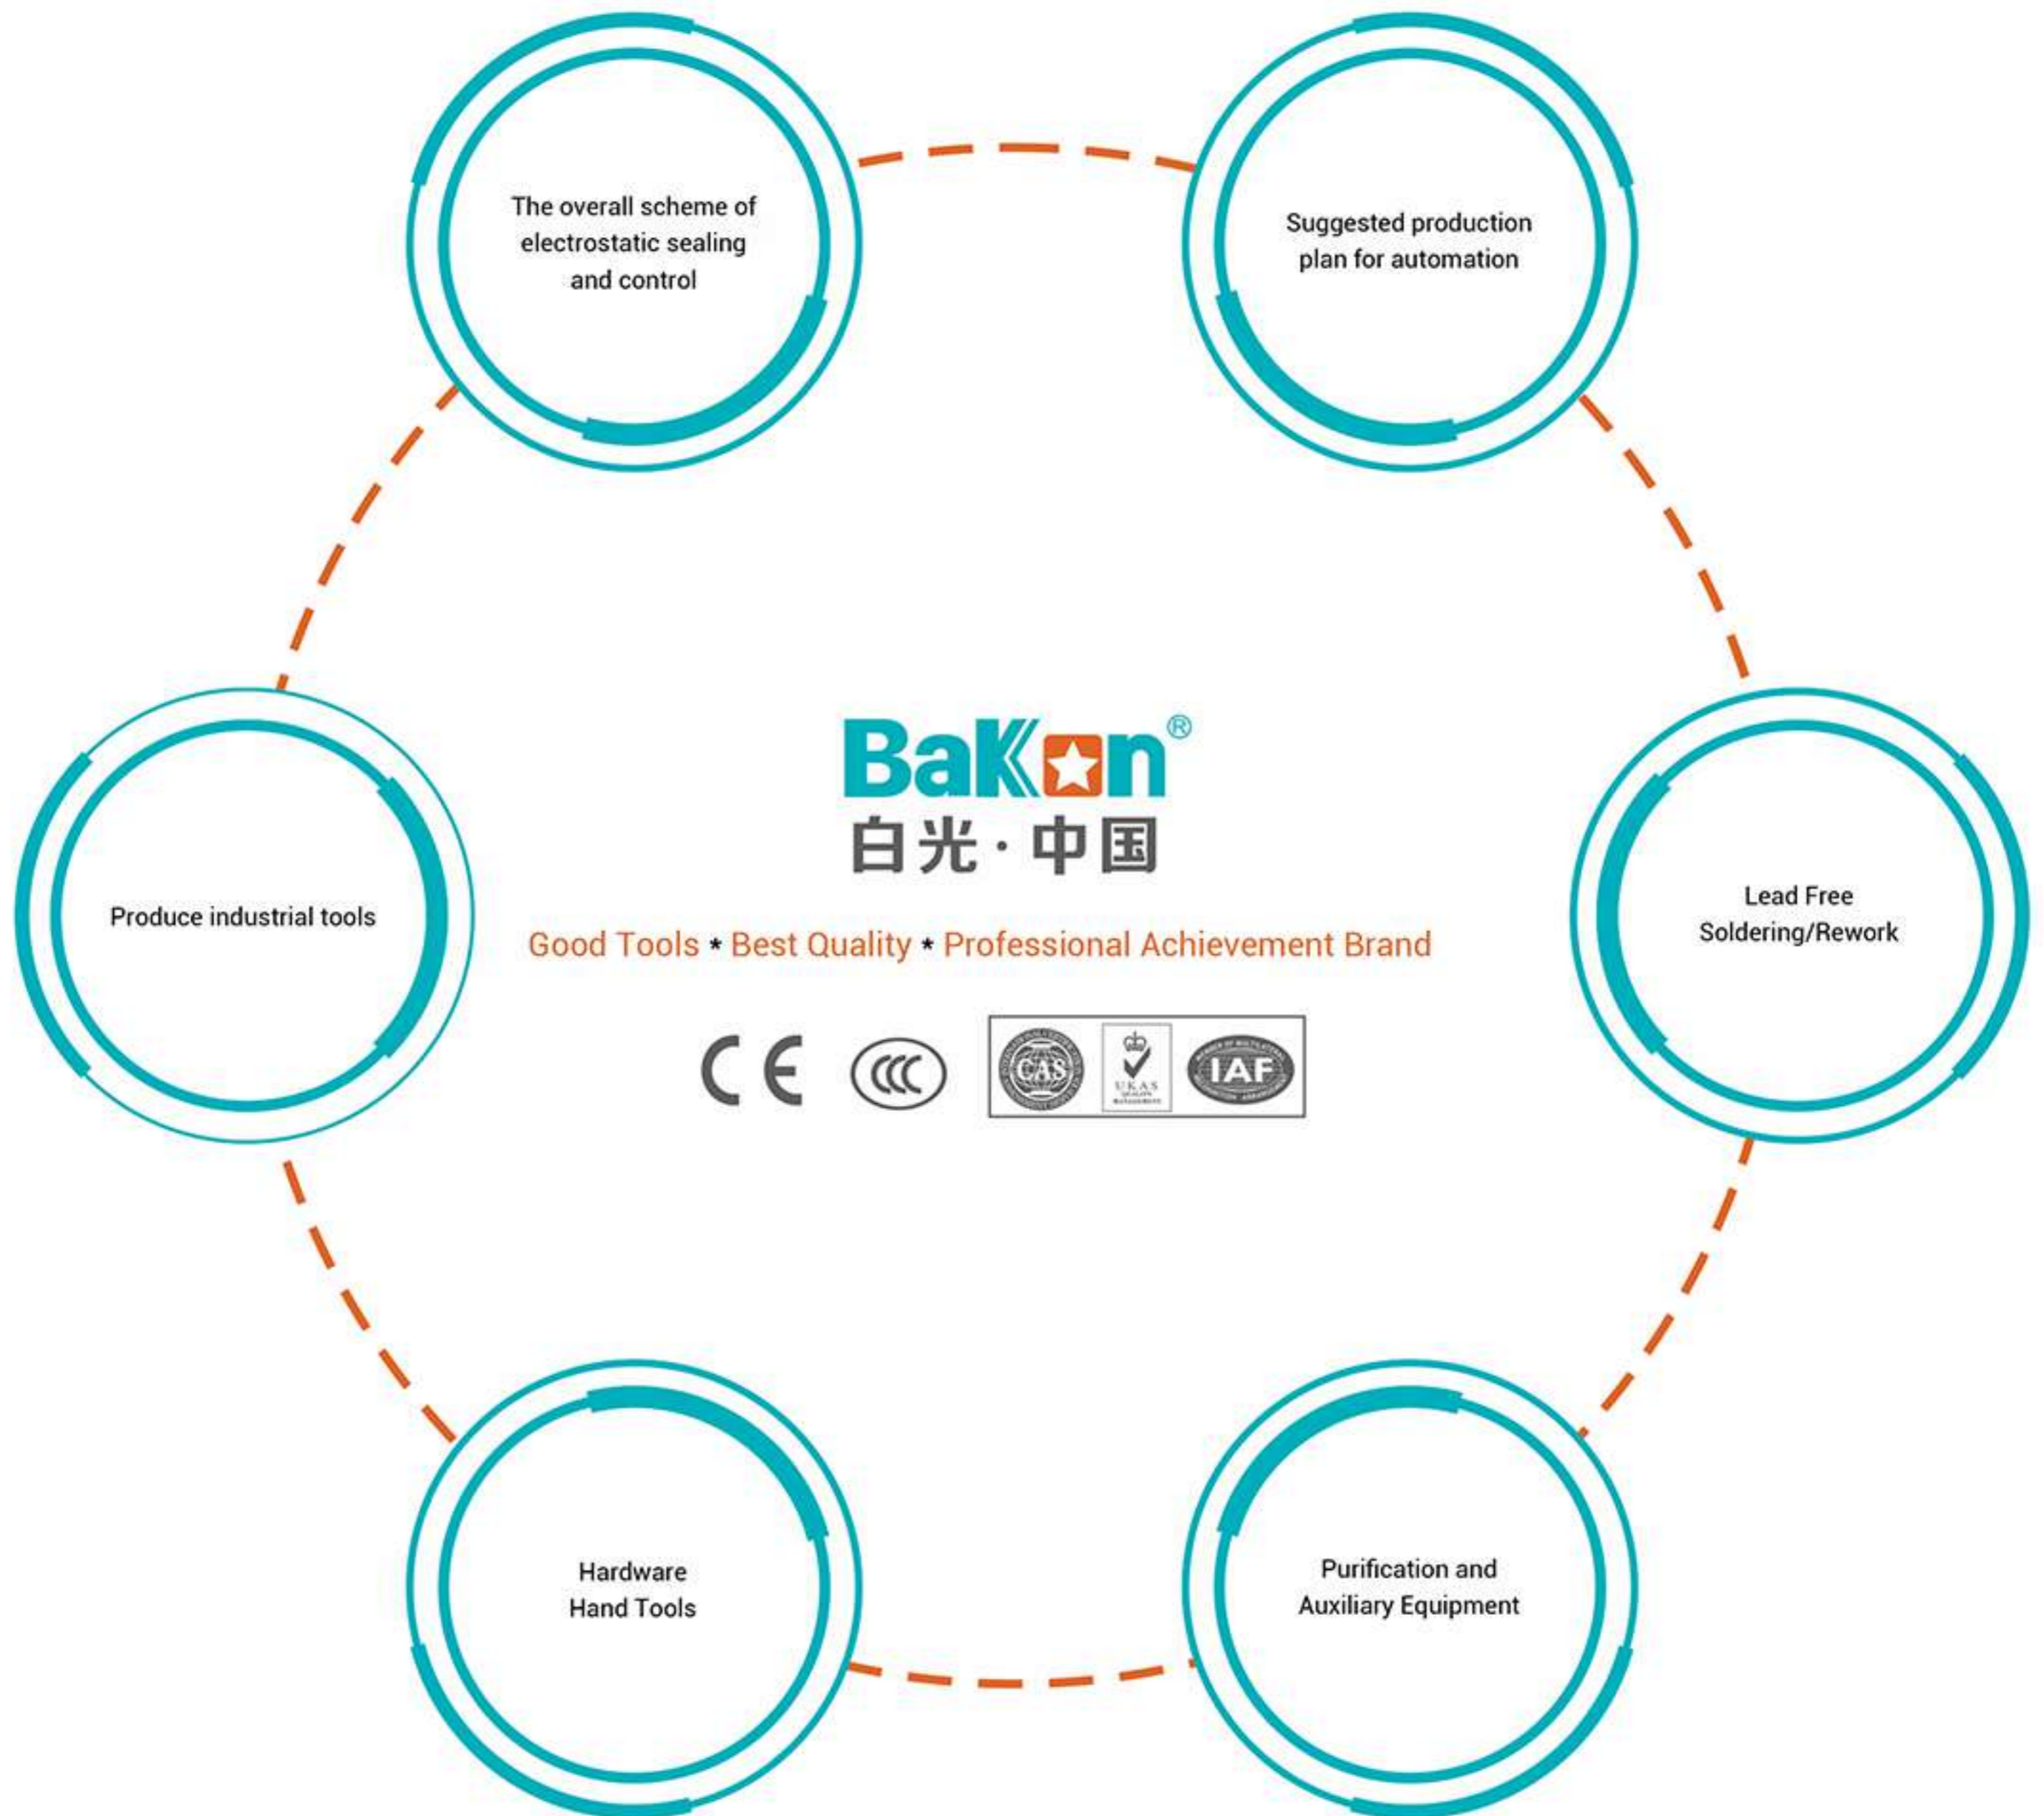 The overall scheme of
electrostatic sealing
and control
Suggested production
plan for automation
BaKon®
白光·中国
Produce industrial tools
Good Tools * Best Quality * Professional Achievement Brand
Lead Free
Soldering/Rework
CE
CCC
CAS
UKAS
QUALITY
MANAGEMENT
IAF
Hardware
Hand Tools
Purification and
Auxiliary Equipment